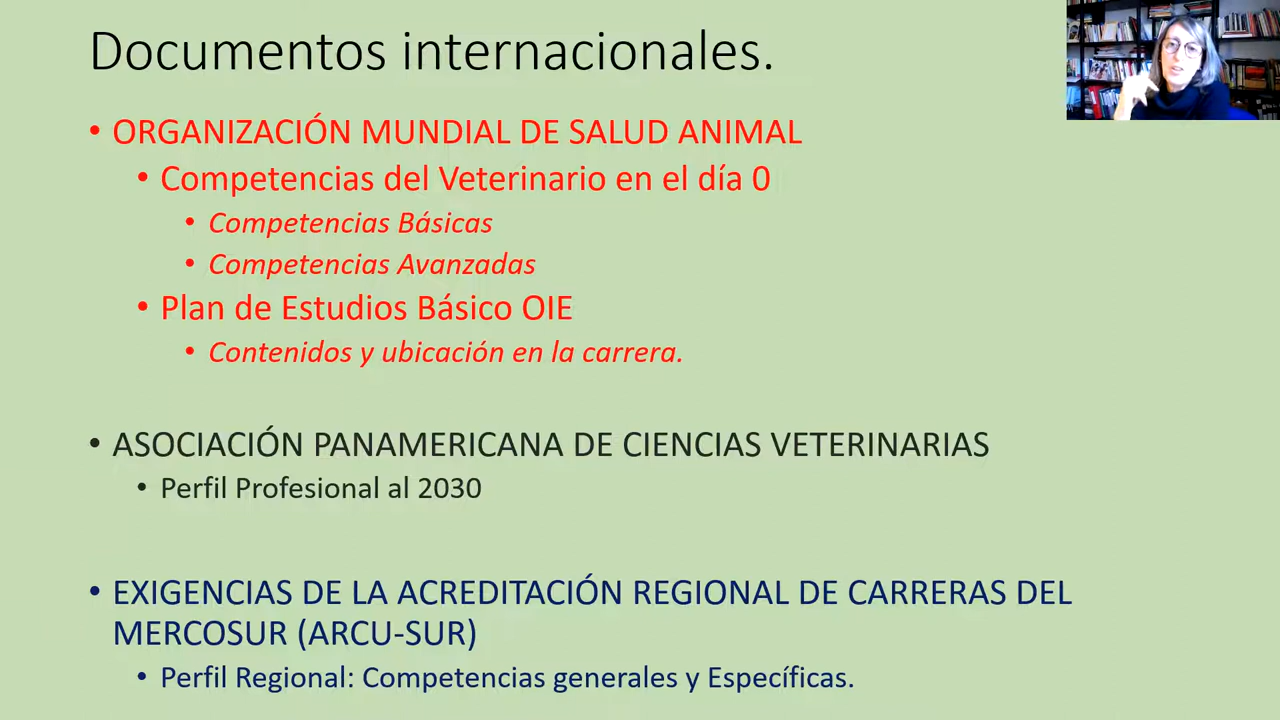 Documentos internacionales.
• ORGANIZACIÓN MUNDIAL DE SALUD ANIMAL
• Competencias del Veterinario en el día 0
• Competencias Básicas
• Competencias Avanzadas
• Plan de Estudios Básico OIE
• Contenidos y ubicación en la carrera.
• ASOCIACIÓN PANAMERICANA DE CIENCIAS VETERINARIAS
• Perfil Profesional al 2030
• EXIGENCIAS DE LA ACREDITACIÓN REGIONAL DE CARRERAS DEL
MERCOSUR (ARCU-SUR)
• Perfil Regional: Competencias generales y Específicas.